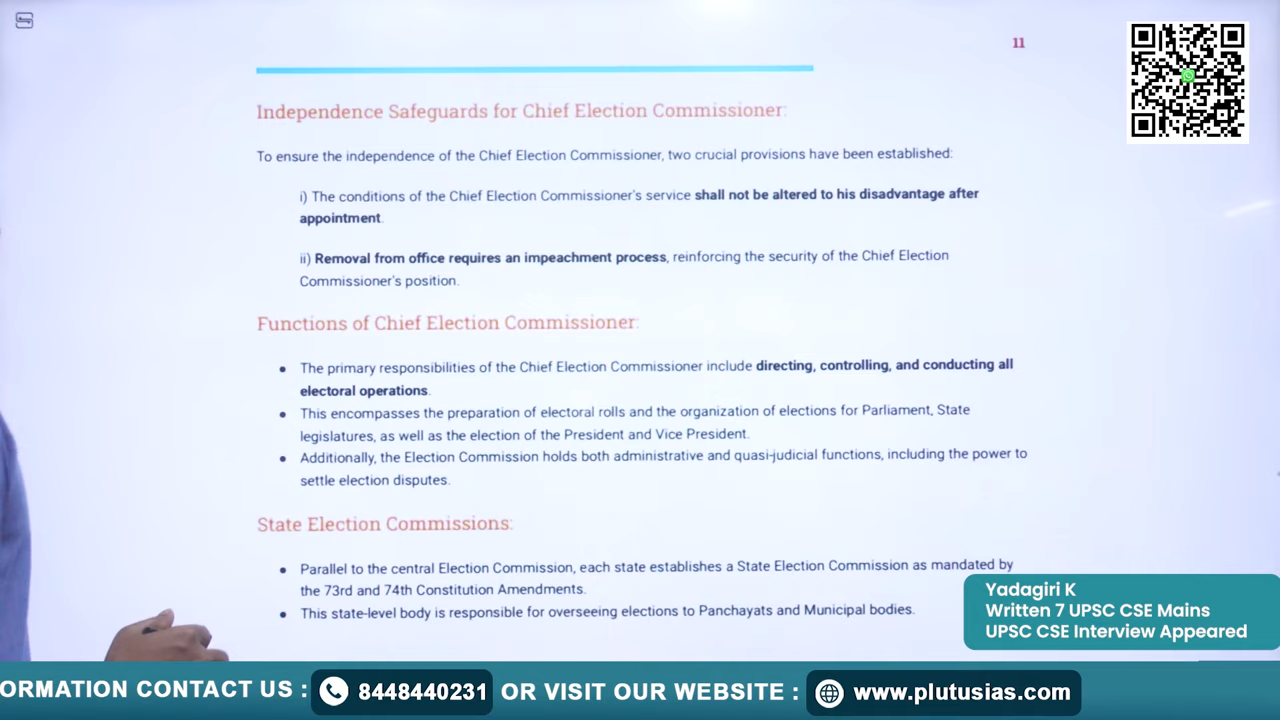 11
Independence Safeguards for Chief Election Commissioner:
To ensure the independence of the Chief Election Commissioner, two crucial provisions have been established:
i) The conditions of the Chief Election Commissioner's service shall not be altered to his disadvantage after
appointment.
ii) Removal from office requires an impeachment process, reinforcing the security of the Chief Election
Commissioner's position.
Functions of Chief Election Commissioner:
● The primary responsibilities of the Chief Election Commissioner include directing, controlling, and conducting all
electoral operations.
● This encompasses the preparation of electoral rolls and the organization of elections for Parliament, State
legislatures, as well as the election of the President and Vice President.
● Additionally, the Election Commission holds both administrative and quasi-judicial functions, including the power to
settle election disputes.
State Election Commissions:
● Parallel to the central Election Commission, each state establishes a State Election Commission as mandated by
the 73rd and 74th Constitution Amendments.
● This state-level body is responsible for overseeing elections to Panchayats and Municipal bodies.
Yadagiri K
Written 7 UPSC CSE Mains
UPSC CSE Interview Appeared
ORMATION CONTACT US : 8448440231 OR VISIT OUR WEBSITE : www.plutusias.com